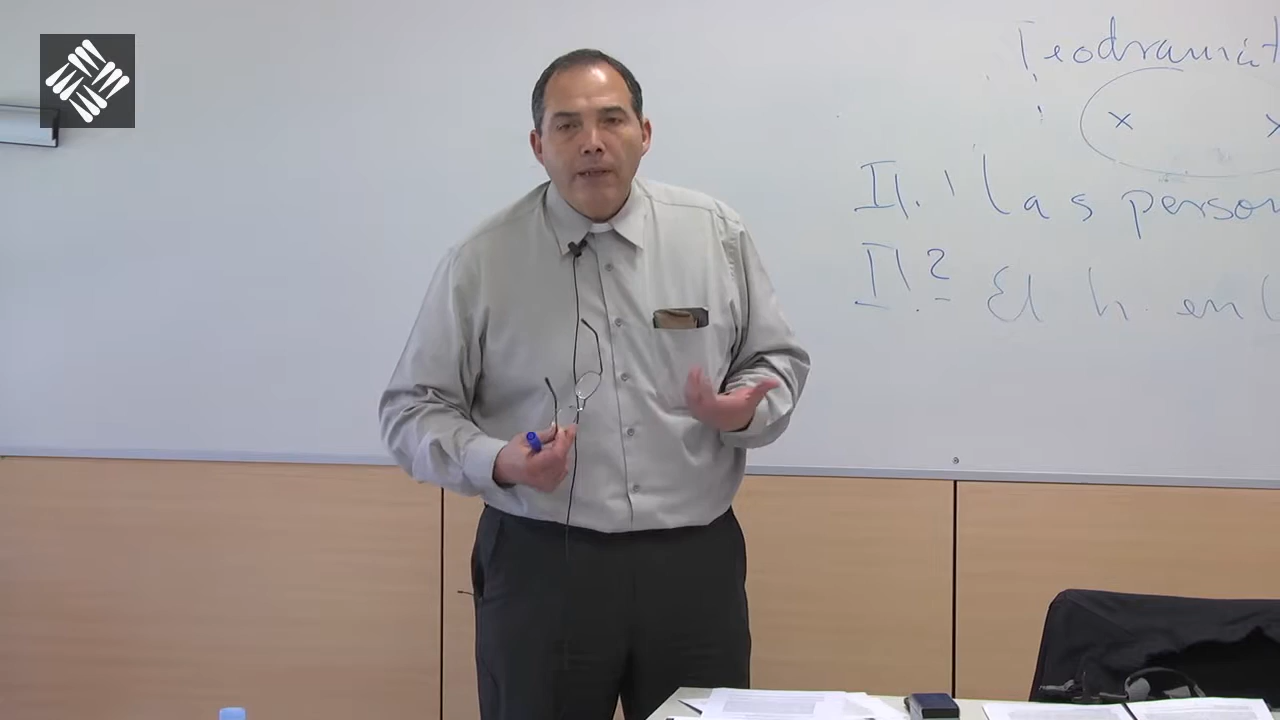 Teodramát
x x
II.1 Las person
II.2 El h. en